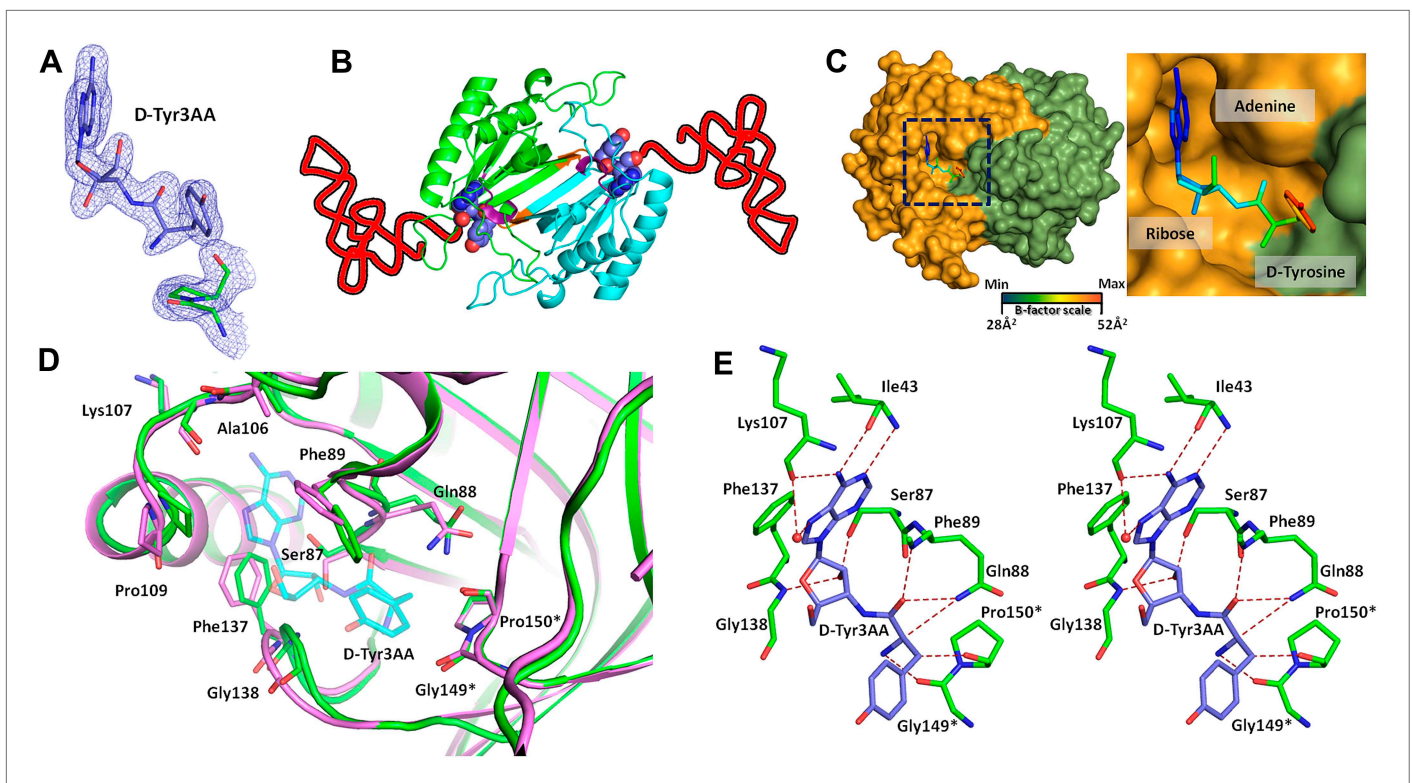 A
D-Tyr3AA
B
C
Adenine
Ribose
D-Tyrosine
Min
Max
B-factor scale
28Å²
52Å²
D
Lys107
Ala106
Phe89
Gln88
Ser87
Pro109
Phe137
D-Tyr3AA
Pro150*
Gly138
Gly149*
E
Ile43
Lys107
Phe137
Ser87
Phe89
Gln88
Pro150*
Gly138
D-Tyr3AA
Gly149*
Ile43
Lys107
Phe137
Ser87
Phe89
Gln88
Pro150*
Gly138
D-Tyr3AA
Gly149*